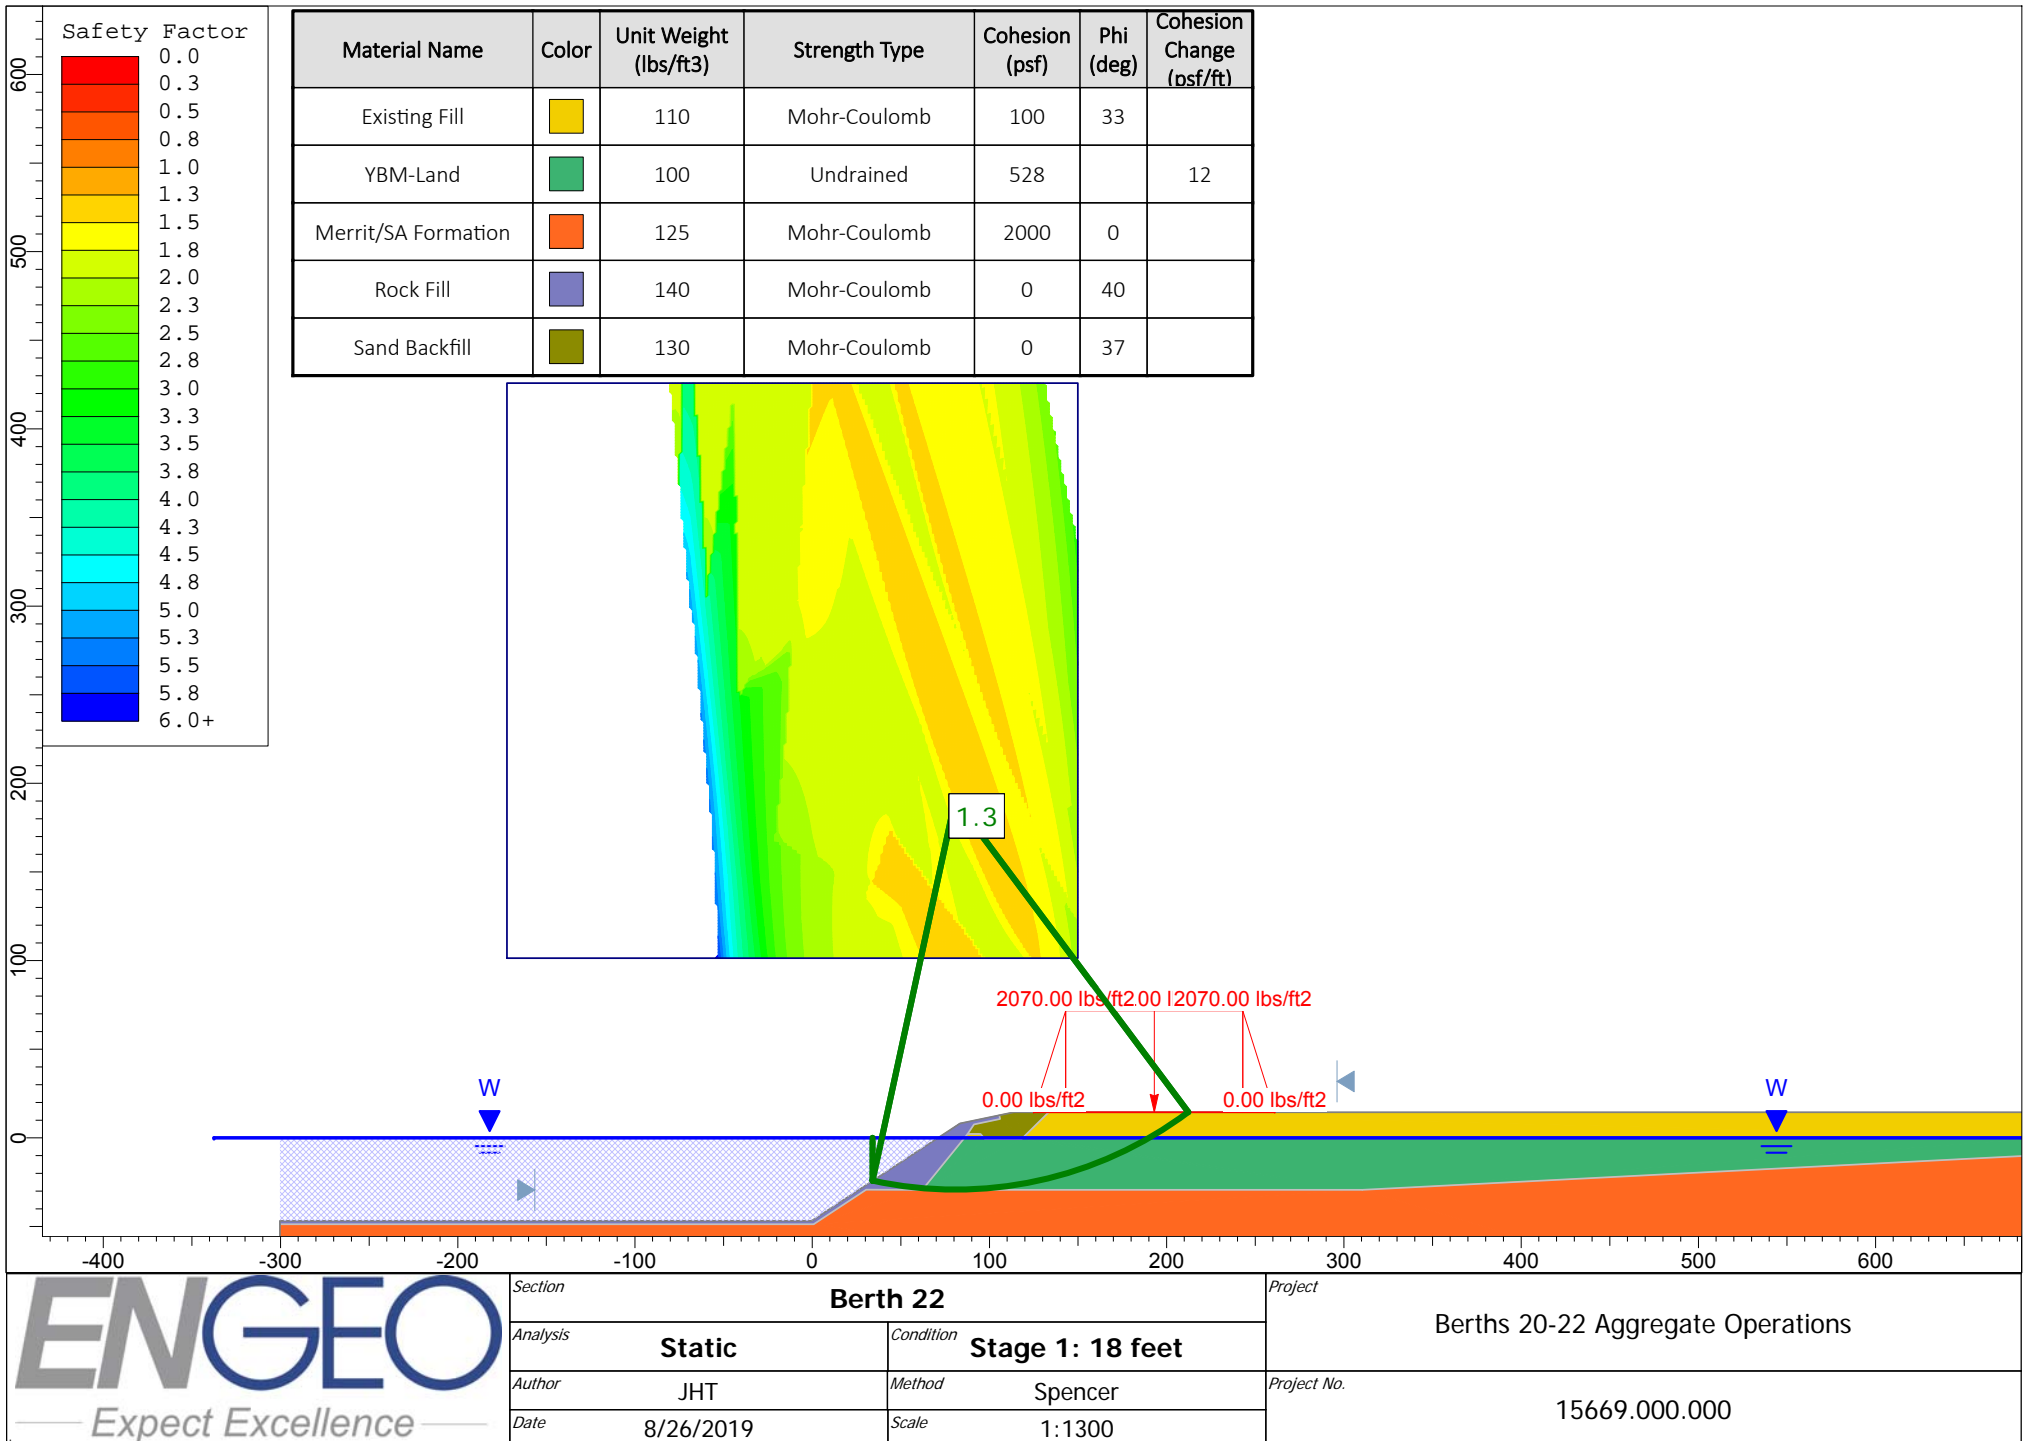 Safety Factor
0.0
0.3
0.5
0.8
1.0
1.3
1.5
1.8
2.0
2.3
2.5
2.8
3.0
3.3
3.5
3.8
4.0
4.3
4.5
4.8
5.0
5.3
5.5
5.8
6.0+
Material Name Color Unit Weight (lbs/ft3) Strength Type Cohesion (psf) Phi (deg) Cohesion Change (psf/ft)
Existing Fill 110 Mohr-Coulomb 100 33
YBM-Land 100 Undrained 528 12
Merrit/SA Formation 125 Mohr-Coulomb 2000 0
Rock Fill 140 Mohr-Coulomb 0 40
Sand Backfill 130 Mohr-Coulomb 0 37
600
500
400
300
200
100
0
1.3
2070.00 lbs/ft2 .00 l 2070.00 lbs/ft2
0.00 lbs/ft2 0.00 lbs/ft2
W W
-400 -300 -200 -100 0 100 200 300 400 500 600
ENGEO
Expect Excellence
Section Berth 22
Analysis Static Condition Stage 1: 18 feet
Author JHT Method Spencer
Date 8/26/2019 Scale 1:1300
Project Berths 20-22 Aggregate Operations
Project No. 15669.000.000